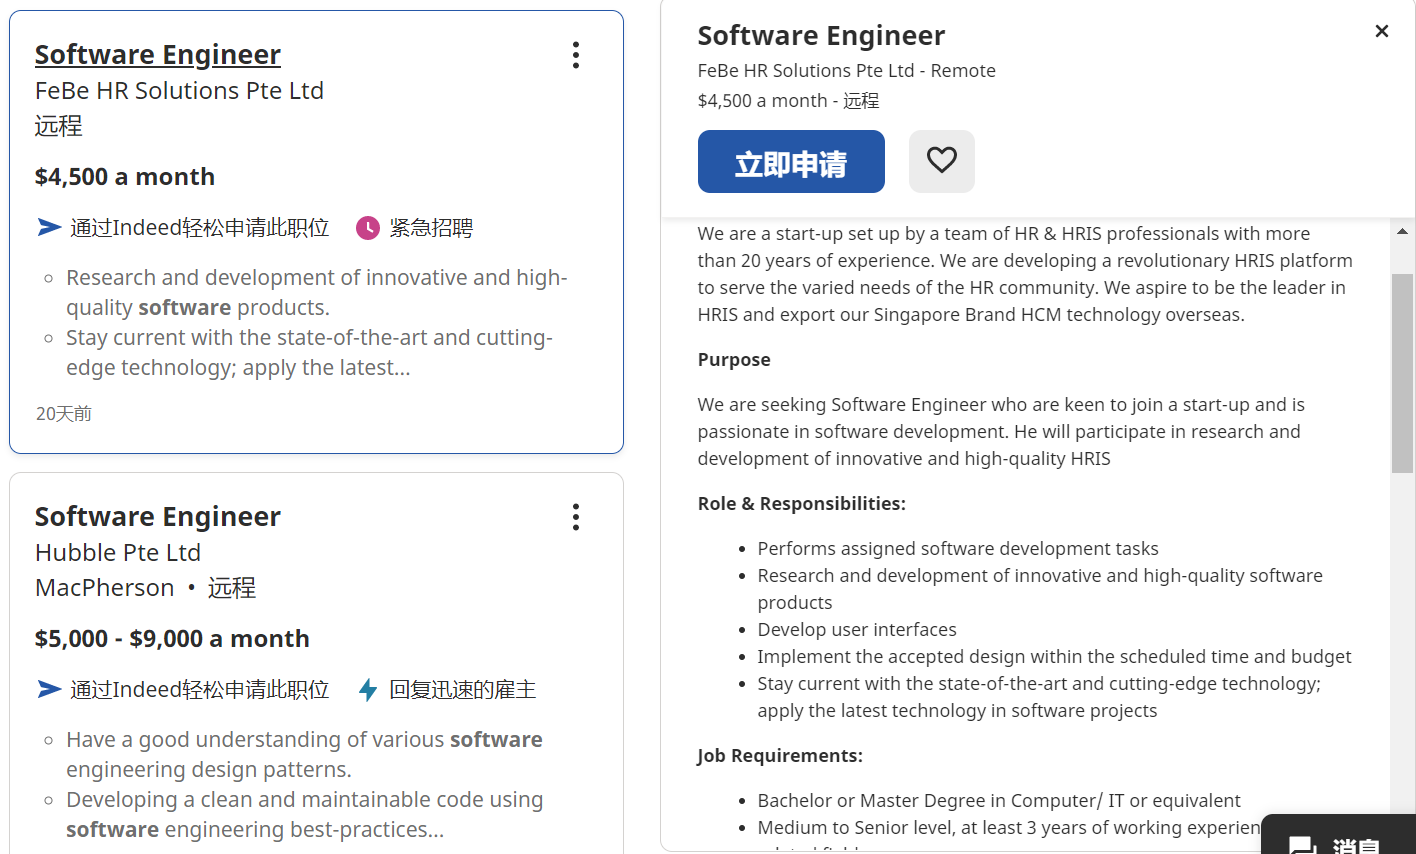 Software Engineer
FeBe HR Solutions Pte Ltd
远程
$4,500 a month
通过Indeed轻松申请此职位
紧急招聘
Research and development of innovative and high-
quality software products.
Stay current with the state-of-the-art and cutting-
edge technology; apply the latest...
20天前
Software Engineer
Hubble Pte Ltd
MacPherson • 远程
$5,000 - $9,000 a month
通过Indeed轻松申请此职位
回复迅速的雇主
Have a good understanding of various software
engineering design patterns.
Developing a clean and maintainable code using
software engineering best-practices...
Software Engineer
FeBe HR Solutions Pte Ltd - Remote
$4,500 a month - 远程
立即申请
We are a start-up set up by a team of HR & HRIS professionals with more
than 20 years of experience. We are developing a revolutionary HRIS platform
to serve the varied needs of the HR community. We aspire to be the leader in
HRIS and export our Singapore Brand HCM technology overseas.
Purpose
We are seeking Software Engineer who are keen to join a start-up and is
passionate in software development. He will participate in research and
development of innovative and high-quality HRIS
Role & Responsibilities:
• Performs assigned software development tasks
• Research and development of innovative and high-quality software
products
• Develop user interfaces
• Implement the accepted design within the scheduled time and budget
• Stay current with the state-of-the-art and cutting-edge technology;
apply the latest technology in software projects
Job Requirements:
• Bachelor or Master Degree in Computer/ IT or equivalent
• Medium to Senior level, at least 3 years of working experien
消息